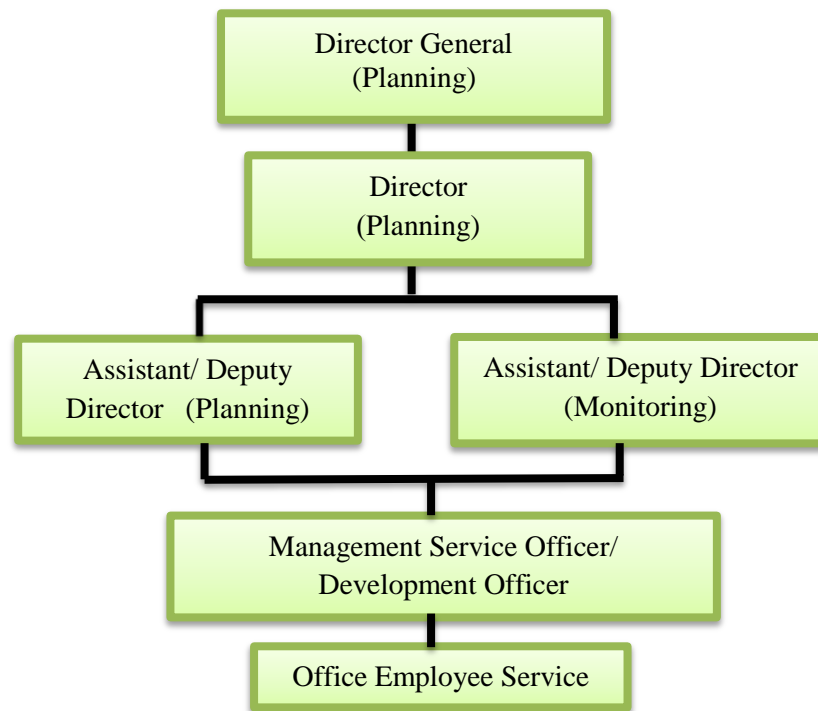 Director General
(Planning)
Director
(Planning)
Assistant/ Deputy
Director (Planning)
Assistant/ Deputy Director
(Monitoring)
Management Service Officer/
Development Officer
Office Employee Service